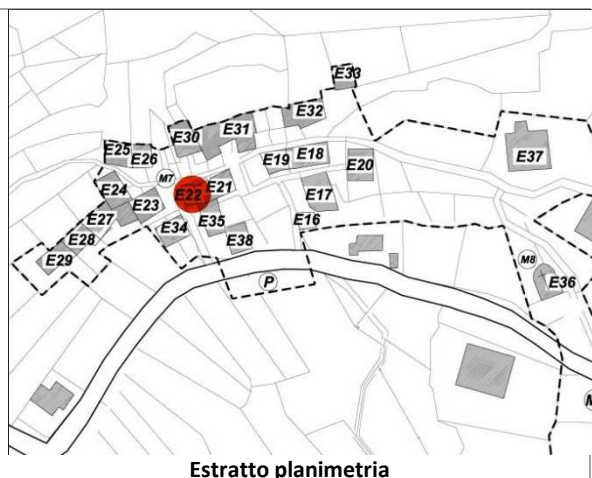 E33
E32
E30
E31
E25
E26
E19
E18
E20
E37
M7
E24
E22
E21
E17
E27
E23
E35
E16
E28
E34
E38
E29
P
M8
E36
M
Estratto planimetria